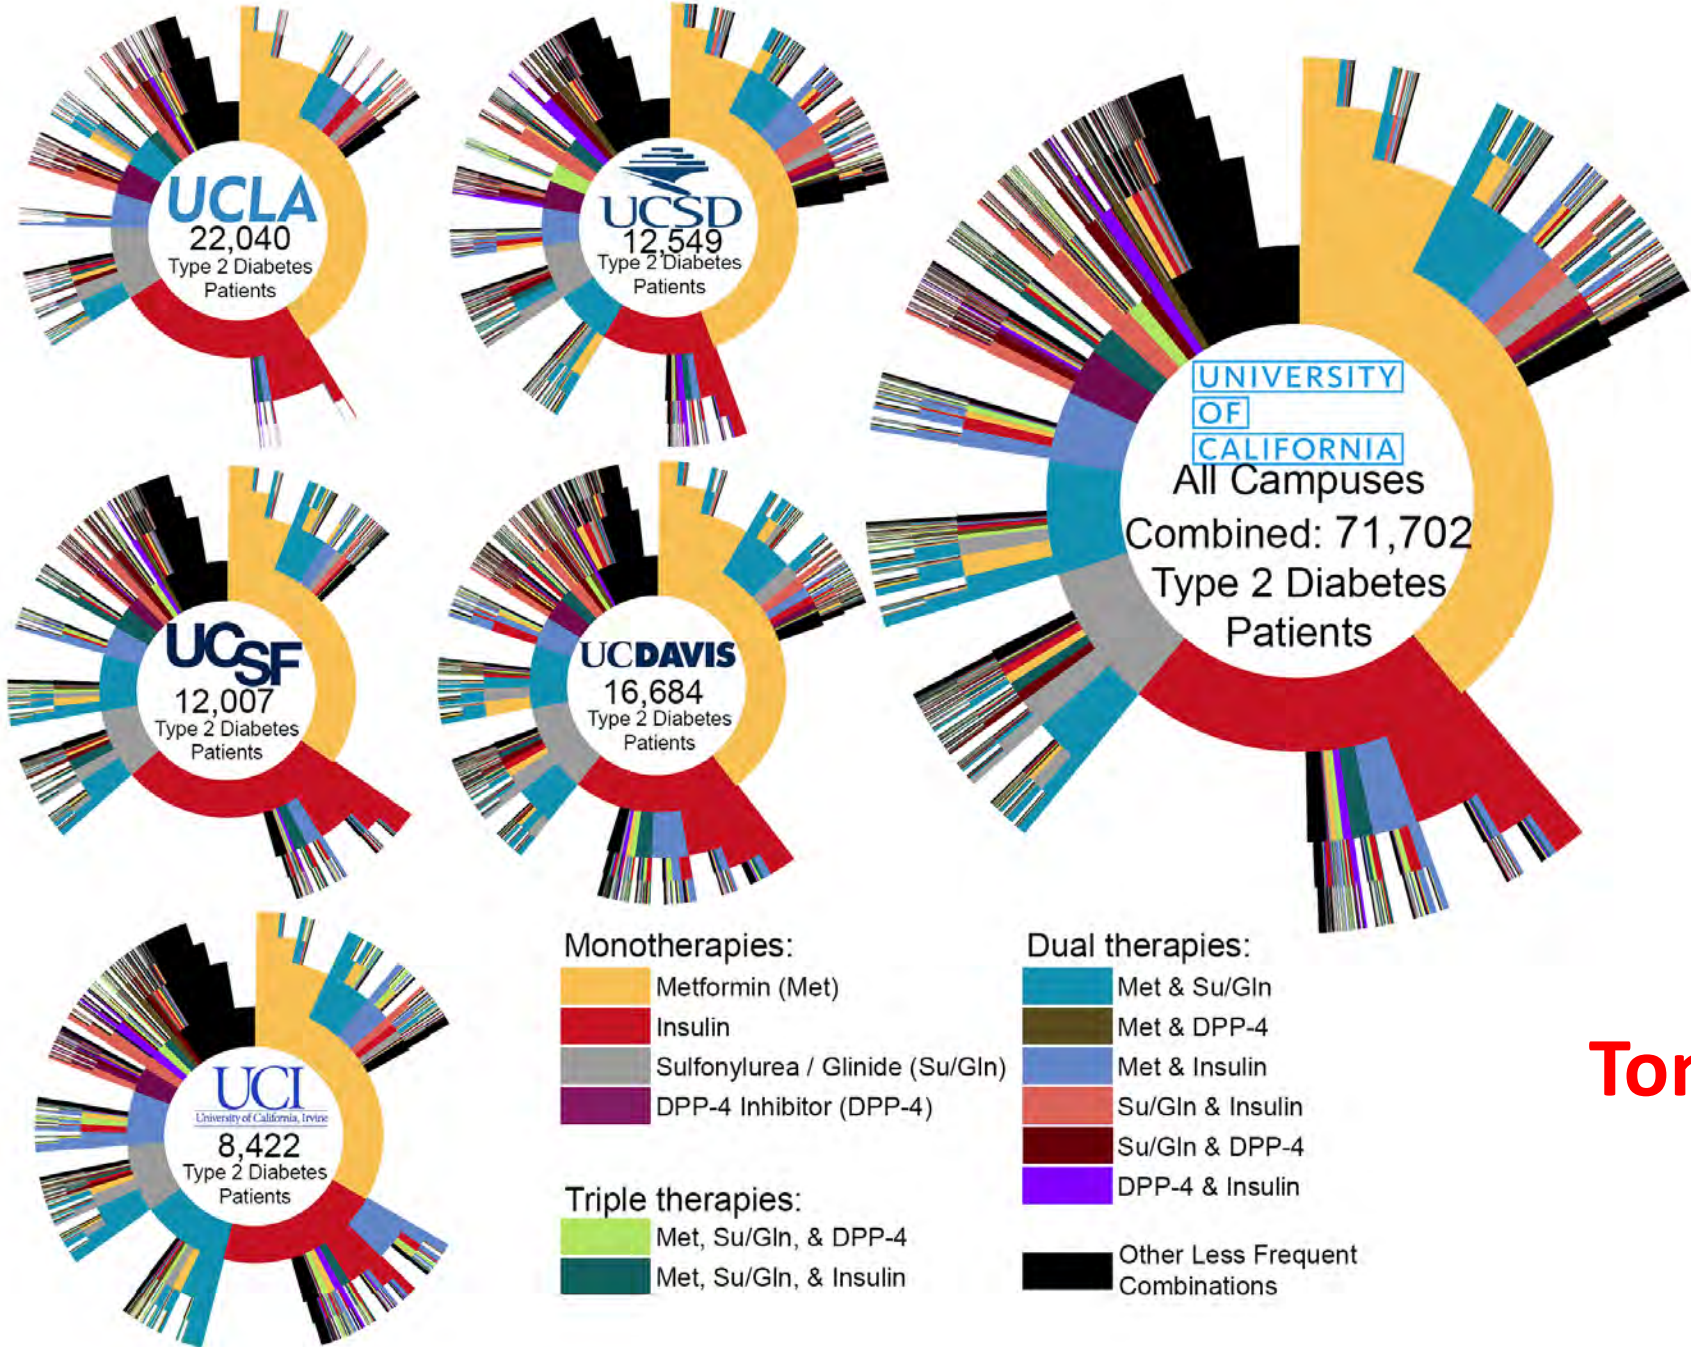 UCLA
22,040
Type 2 Diabetes
Patients
UCSD
12,549
Type 2 Diabetes
Patients
UNIVERSITY
OF
CALIFORNIA
All Campuses
Combined: 71,702
Type 2 Diabetes
Patients
UCSF
12,007
Type 2 Diabetes
Patients
UCDAVIS
16,684
Type 2 Diabetes
Patients
UCI
University of California, Irvine
8,422
Type 2 Diabetes
Patients
Monotherapies:
Metformin (Met)
Insulin
Sulfonylurea / Glinide (Su/Gln)
DPP-4 Inhibitor (DPP-4)
Triple therapies:
Met, Su/Gln, & DPP-4
Met, Su/Gln, & Insulin
Dual therapies:
Met & Su/Gln
Met & DPP-4
Met & Insulin
Su/Gln & Insulin
Su/Gln & DPP-4
DPP-4 & Insulin
Other Less Frequent
Combinations